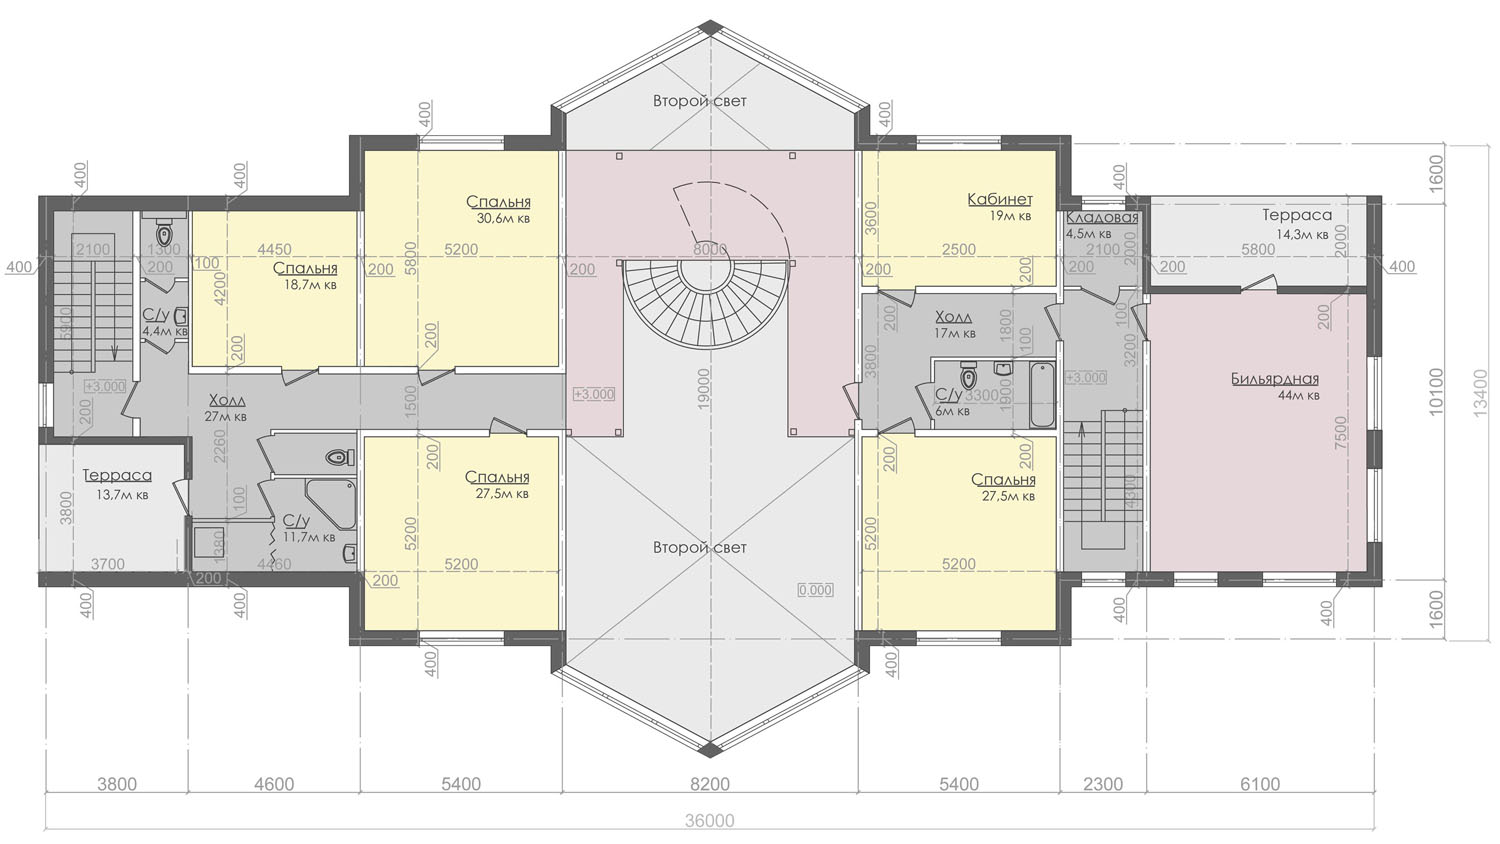 Второй свет
400
400
400
400
400
1600
Спальня
30,6м кв
Кабинет
19м кв
Кладовая
4,5м кв
Терраса
14,3м кв
3600
2100
1300
4450
5200
8000
2500
2100
5800
2000
2000
400
200
100
200
200
200
200
200
400
5800
4200
Спальня
18,7м кв
200
С/у
4,4м кв
5900
200
200
200
Холл
17м кв
1800
100
100
3200
200
3800
+3.000
Холл
27м кв
1500
+3.000
19000
С/у
6м кв
3300
1900
+3.000
Бильярдная
44м кв
10100
13400
200
2260
200
200
200
7500
Терраса
13,7м кв
3800
100
Спальня
27,5м кв
Спальня
27,5м кв
4300
С/у
11,7м кв
1380
5200
5200
Второй свет
3700
4460
5200
5200
200
200
0.000
400
400
400
400
400
400
1600
3800
4600
5400
8200
5400
2300
6100
36000